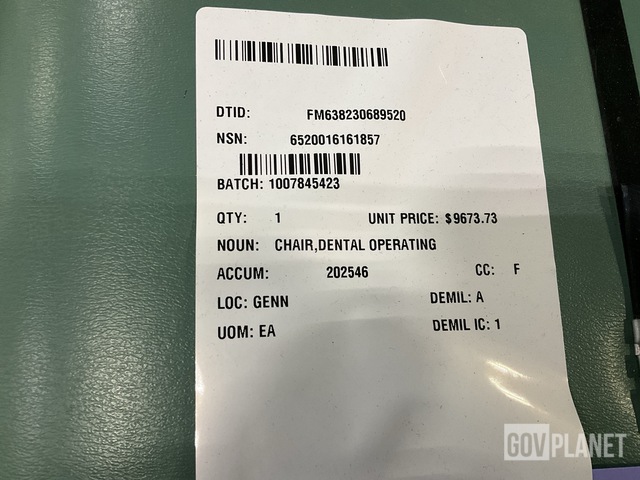 DTID: FM638230689520
NSN: 6520016161857
BATCH: 1007845423
QTY: 1 UNIT PRICE: $9673.73
NOUN: CHAIR,DENTAL OPERATING
ACCUM: 202546 CC: F
LOC: GENN DEMIL: A
UOM: EA DEMIL IC: 1
GOVPLANET